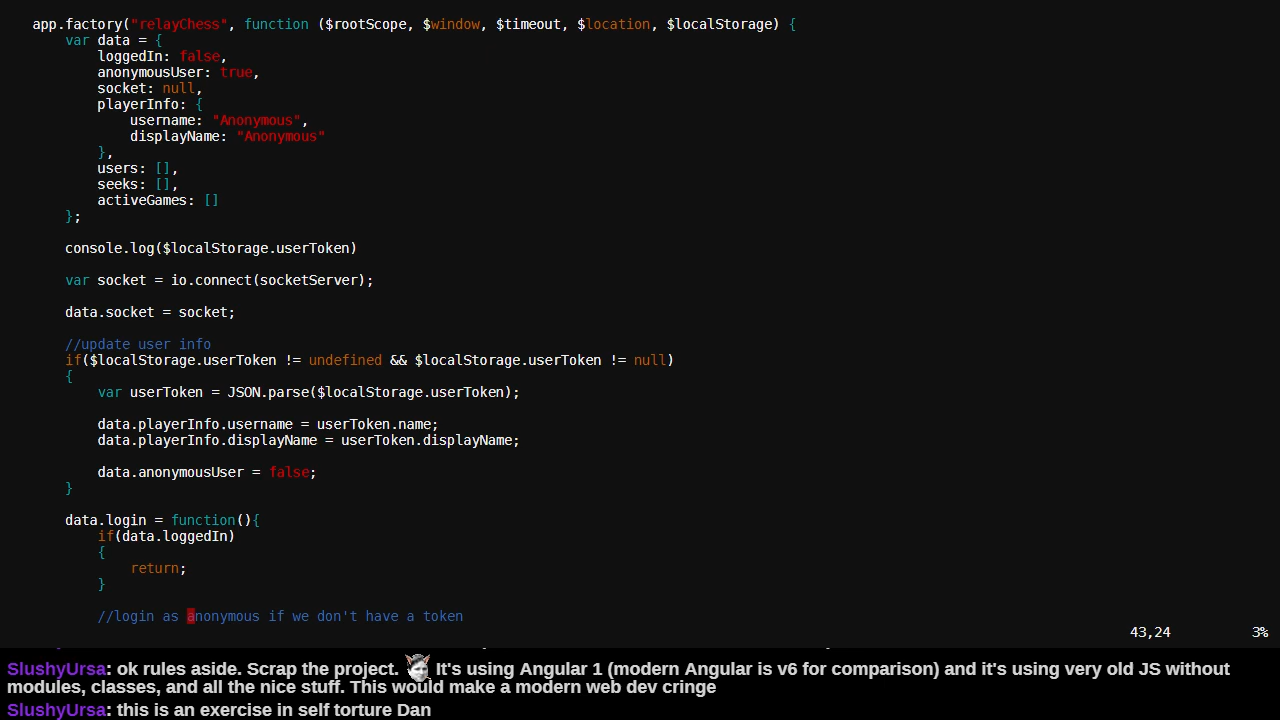 app.factory("relayChess", function ($rootScope, $window, $timeout, $location, $localStorage) {
var data = {
loggedIn: false,
anonymousUser: true,
socket: null,
playerInfo: {
username: "Anonymous",
displayName: "Anonymous"
},
users: [],
seeks: [],
activeGames: []
};
console.log($localStorage.userToken)
var socket = io.connect(socketServer);
data.socket = socket;
//update user info
if($localStorage.userToken != undefined && $localStorage.userToken != null)
{
var userToken = JSON.parse($localStorage.userToken);
data.playerInfo.username = userToken.name;
data.playerInfo.displayName = userToken.displayName;
data.anonymousUser = false;
}
data.login = function(){
if(data.loggedIn)
{
return;
}
//login as anonymous if we don't have a token
43,24 3%
SlushyUrsa: ok rules aside. Scrap the project. It's using Angular 1 (modern Angular is v6 for comparison) and it's using very old JS without
modules, classes, and all the nice stuff. This would make a modern web dev cringe
SlushyUrsa: this is an exercise in self torture Dan